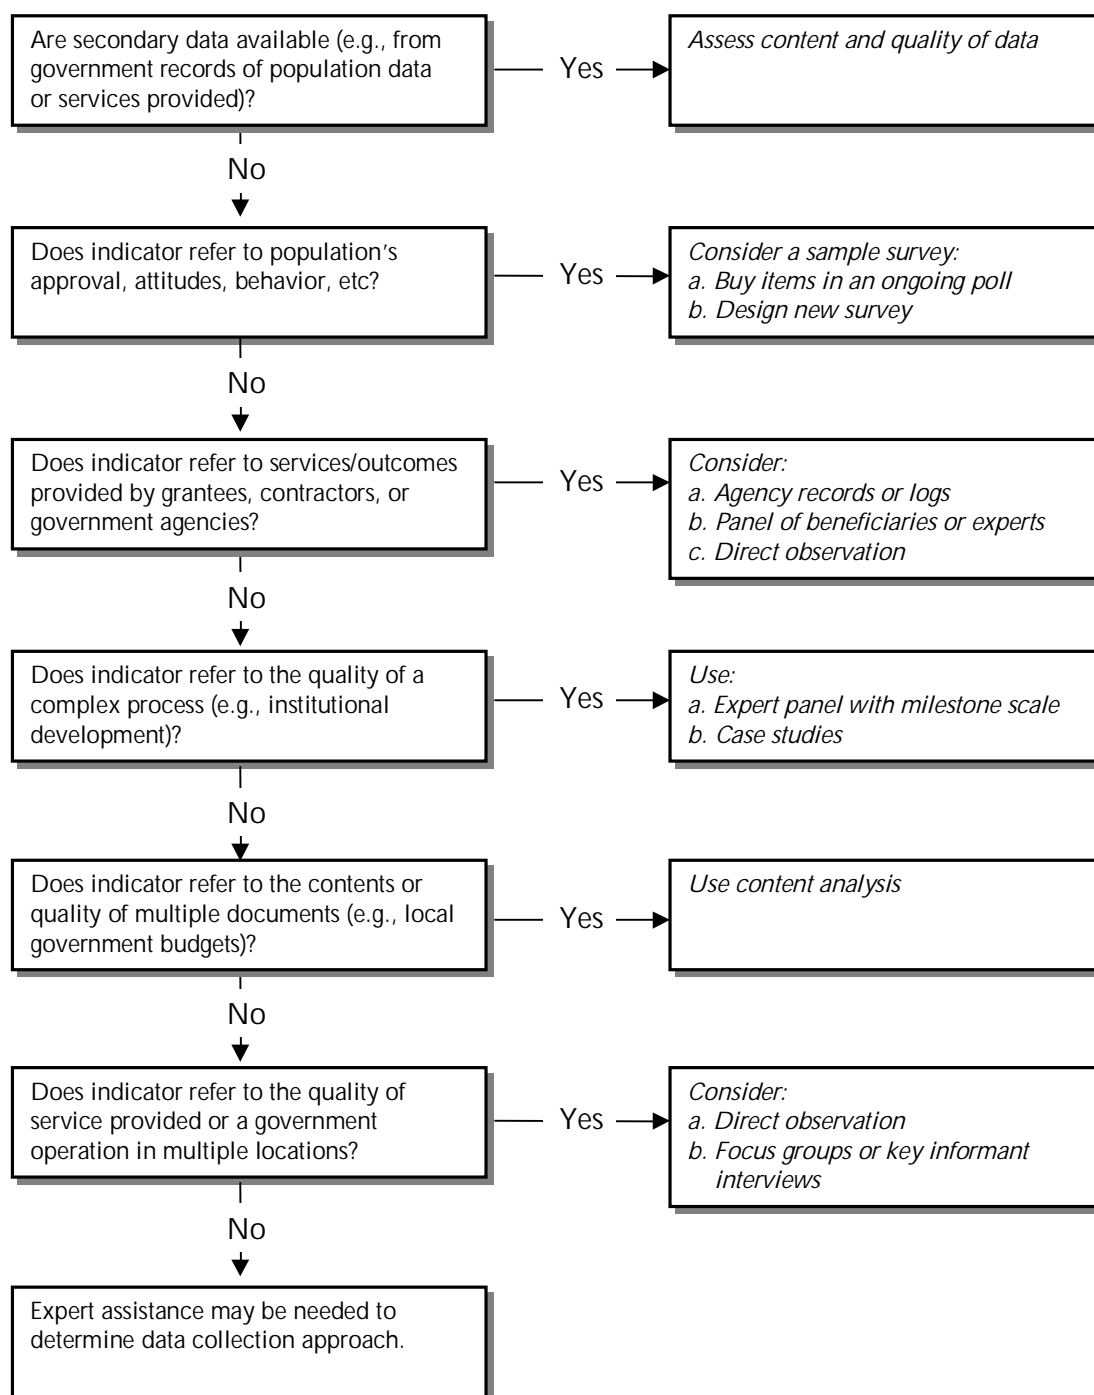 Are secondary data available (e.g., from
government records of population data
or services provided)?
Yes
Assess content and quality of data
No
Does indicator refer to population's
approval, attitudes, behavior, etc?
Yes
Consider a sample survey:
a. Buy items in an ongoing poll
b. Design new survey
No
Does indicator refer to services/outcomes
provided by grantees, contractors, or
government agencies?
Yes
Consider:
a. Agency records or logs
b. Panel of beneficiaries or experts
c. Direct observation
No
Does indicator refer to the quality of a
complex process (e.g., institutional
development)?
Yes
Use:
a. Expert panel with milestone scale
b. Case studies
No
Does indicator refer to the contents or
quality of multiple documents (e.g., local
government budgets)?
Yes
Use content analysis
No
Does indicator refer to the quality of
service provided or a government
operation in multiple locations?
Yes
Consider:
a. Direct observation
b. Focus groups or key informant
interviews
No
Expert assistance may be needed to
determine data collection approach.